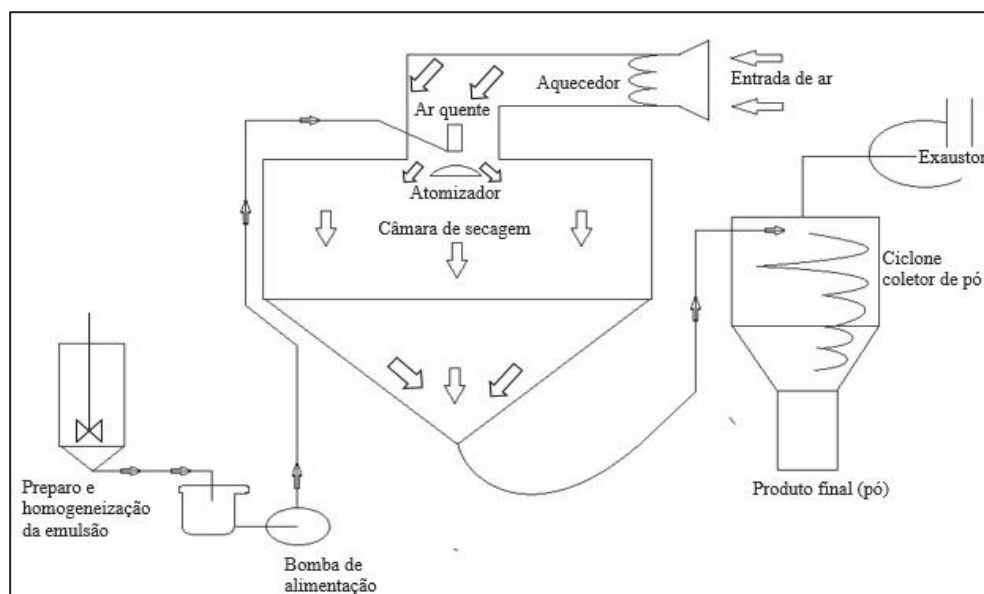 Aquecedor
Entrada de ar
Ar quente
Exaustor
Atomizador
Câmara de secagem
Ciclone
coletor de pó
Preparo e
homogeneização
da emulsão
Produto final (pó)
Bomba de
alimentação